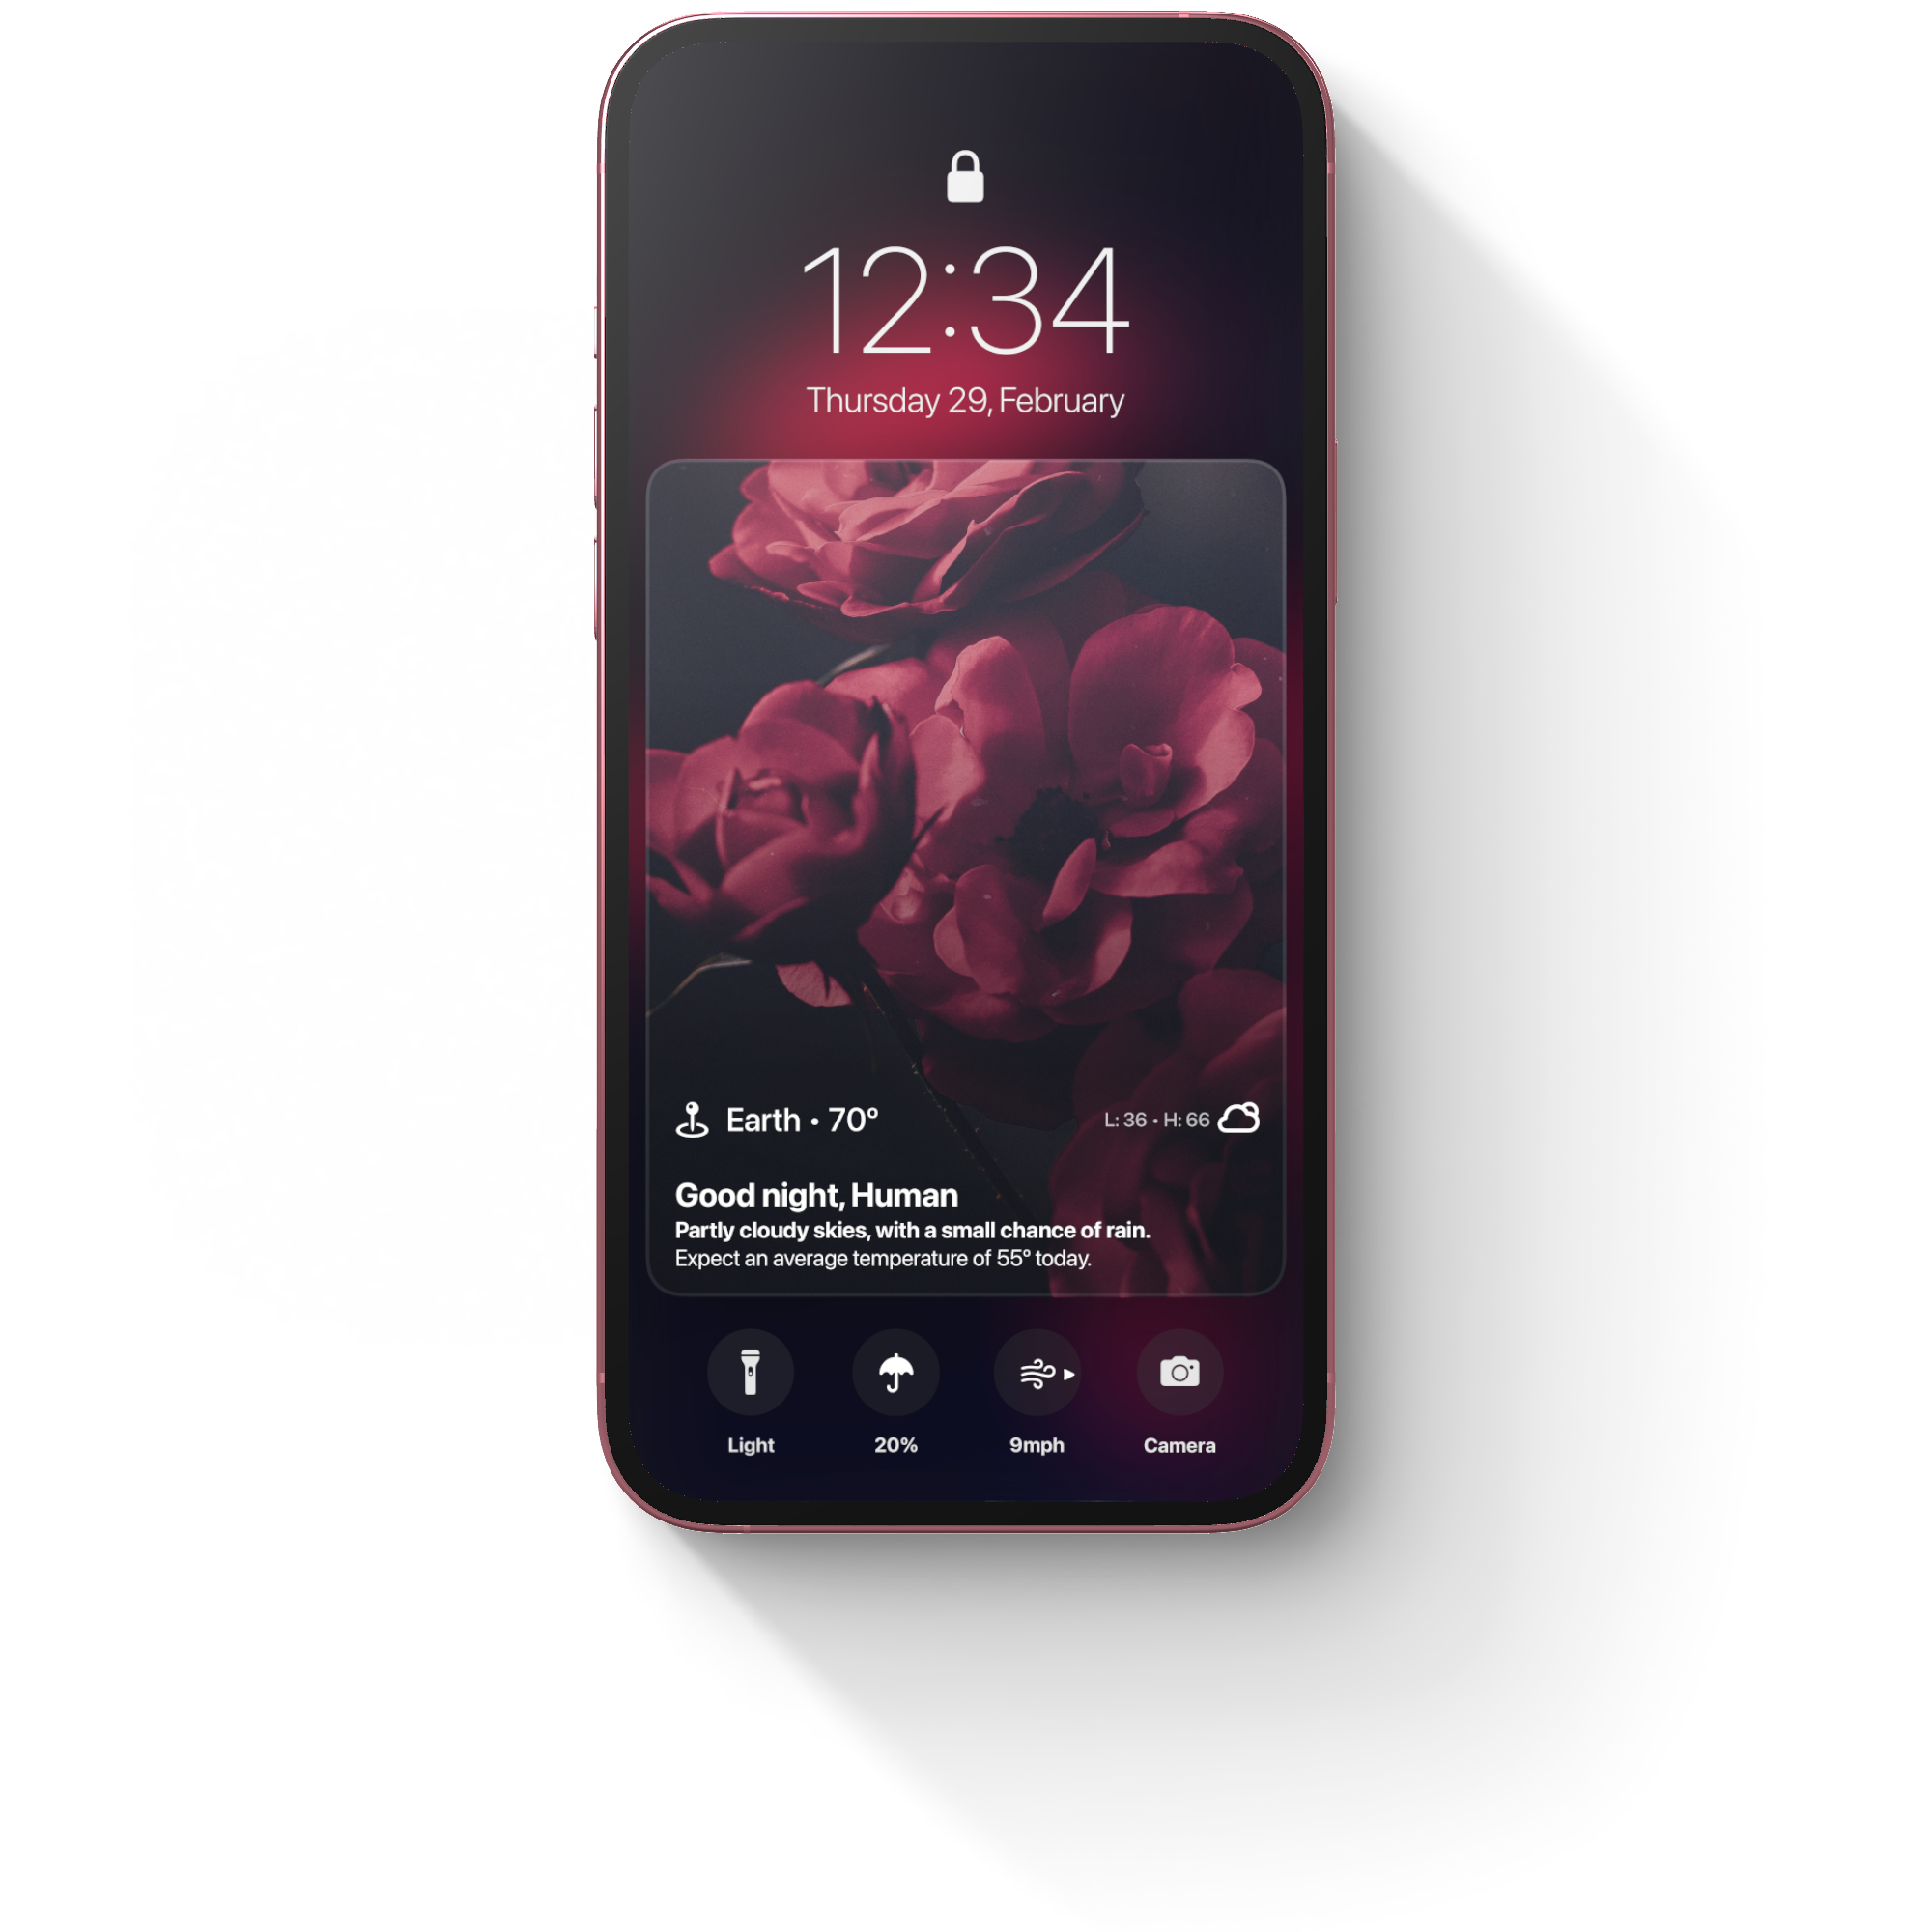 12:34
Thursday 29, February
Earth • 70°
L: 36 • H: 66
Good night, Human
Partly cloudy skies, with a small chance of rain.
Expect an average temperature of 55° today.
Light
20%
9mph
Camera